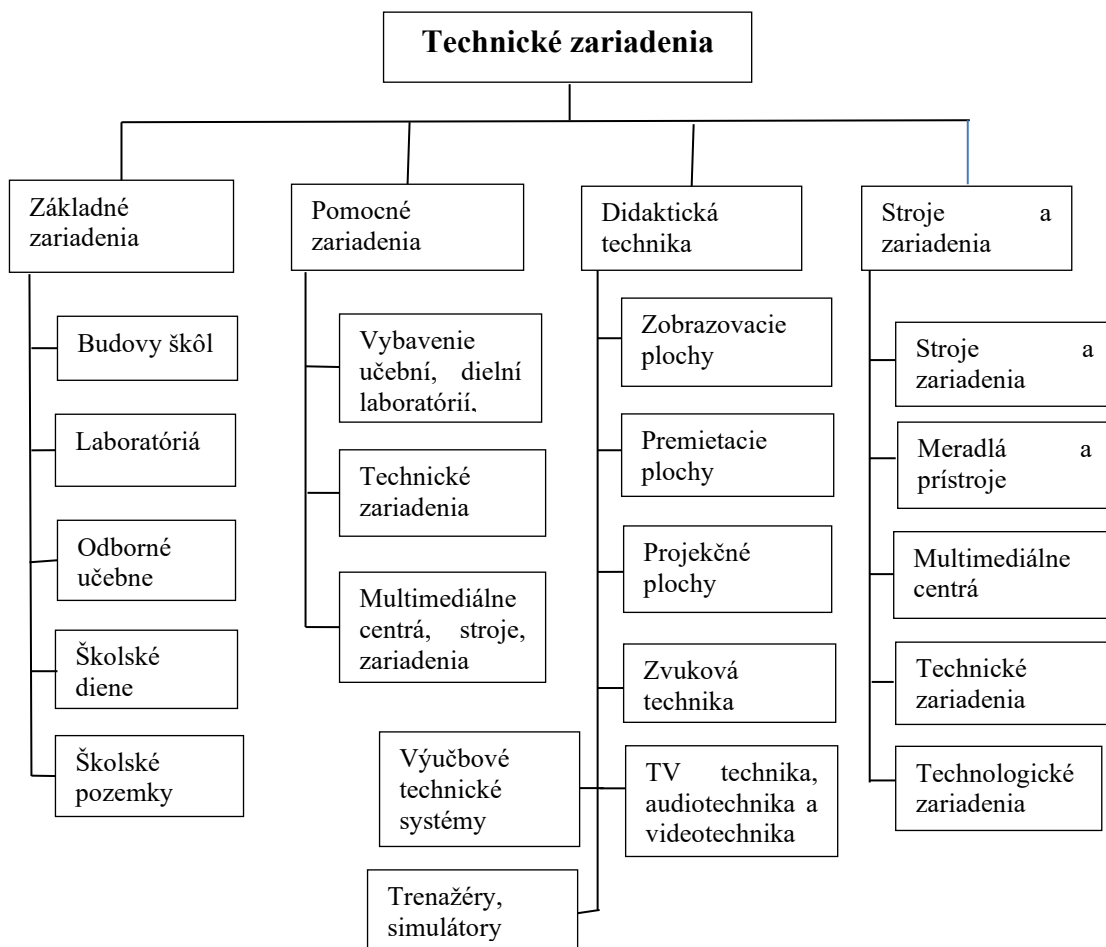 Technické zariadenia
Základné
zariadenia
Budovy škôl
Laboratóriá
Odborné
učebne
Školské
diene
Školské
pozemky
Pomocné
zariadenia
Vybavenie
učební, dielní
laboratórií,
Technické
zariadenia
Multimediálne
centrá, stroje,
zariadenia
Didaktická
technika
Zobrazovacie
plochy
Premietacie
plochy
Projekčné
plochy
Zvuková
technika
Výučbové
technické
systémy
TV technika,
audiotechnika a
videotechnika
Trenažéry,
simulátory
Stroje a
zariadenia
Stroje a
zariadenia
Meradlá a
prístroje
Multimediálne
centrá
Technické
zariadenia
Technologické
zariadenia